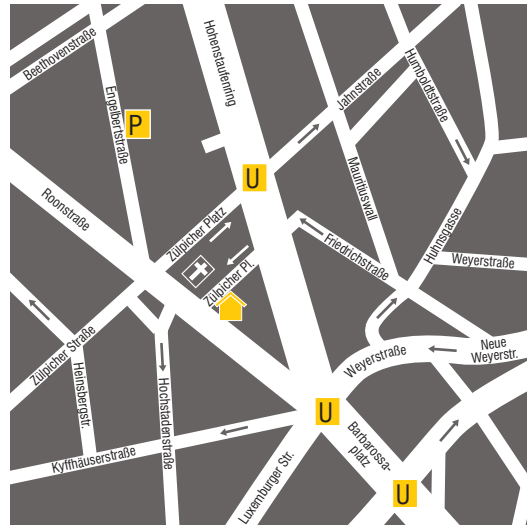 Beethovenstraße
Hohenstaufenring
Humboldtstraße
Jahnstraße
Engelbertstraße
P
Mauritiuswall
U
Roonstraße
Zülpicher Platz
Huhnsgasse
Friedrichstraße
Weyerstraße
Zülpicher Pl.
Zülpicher Straße
Weyerstraße
Neue
Weyerstr.
Heinsbergstr.
Hochstadenstraße
U
Barbarossa-
platz
Kyffhäuserstraße
Luxemburger Str.
U